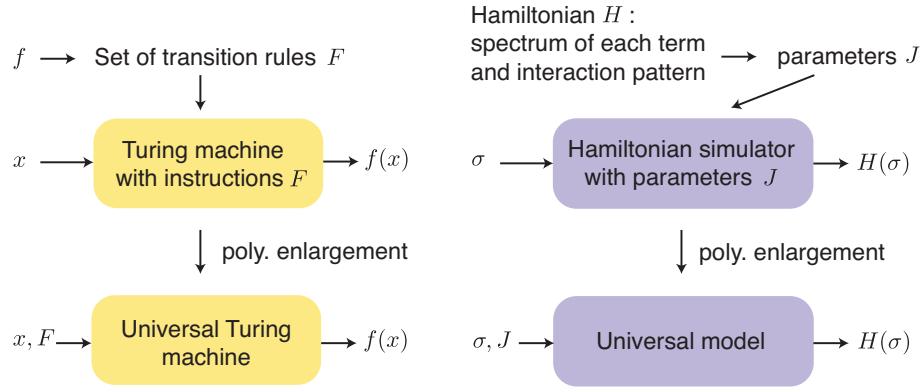 f Set of transition rules F
x Turing machine
with instructions F f(x)
poly. enlargement
x, F Universal Turing
machine f(x)
Hamiltonian H :
spectrum of each term
and interaction pattern parameters J
σ Hamiltonian simulator
with parameters J H(σ)
poly. enlargement
σ, J Universal model H(σ)